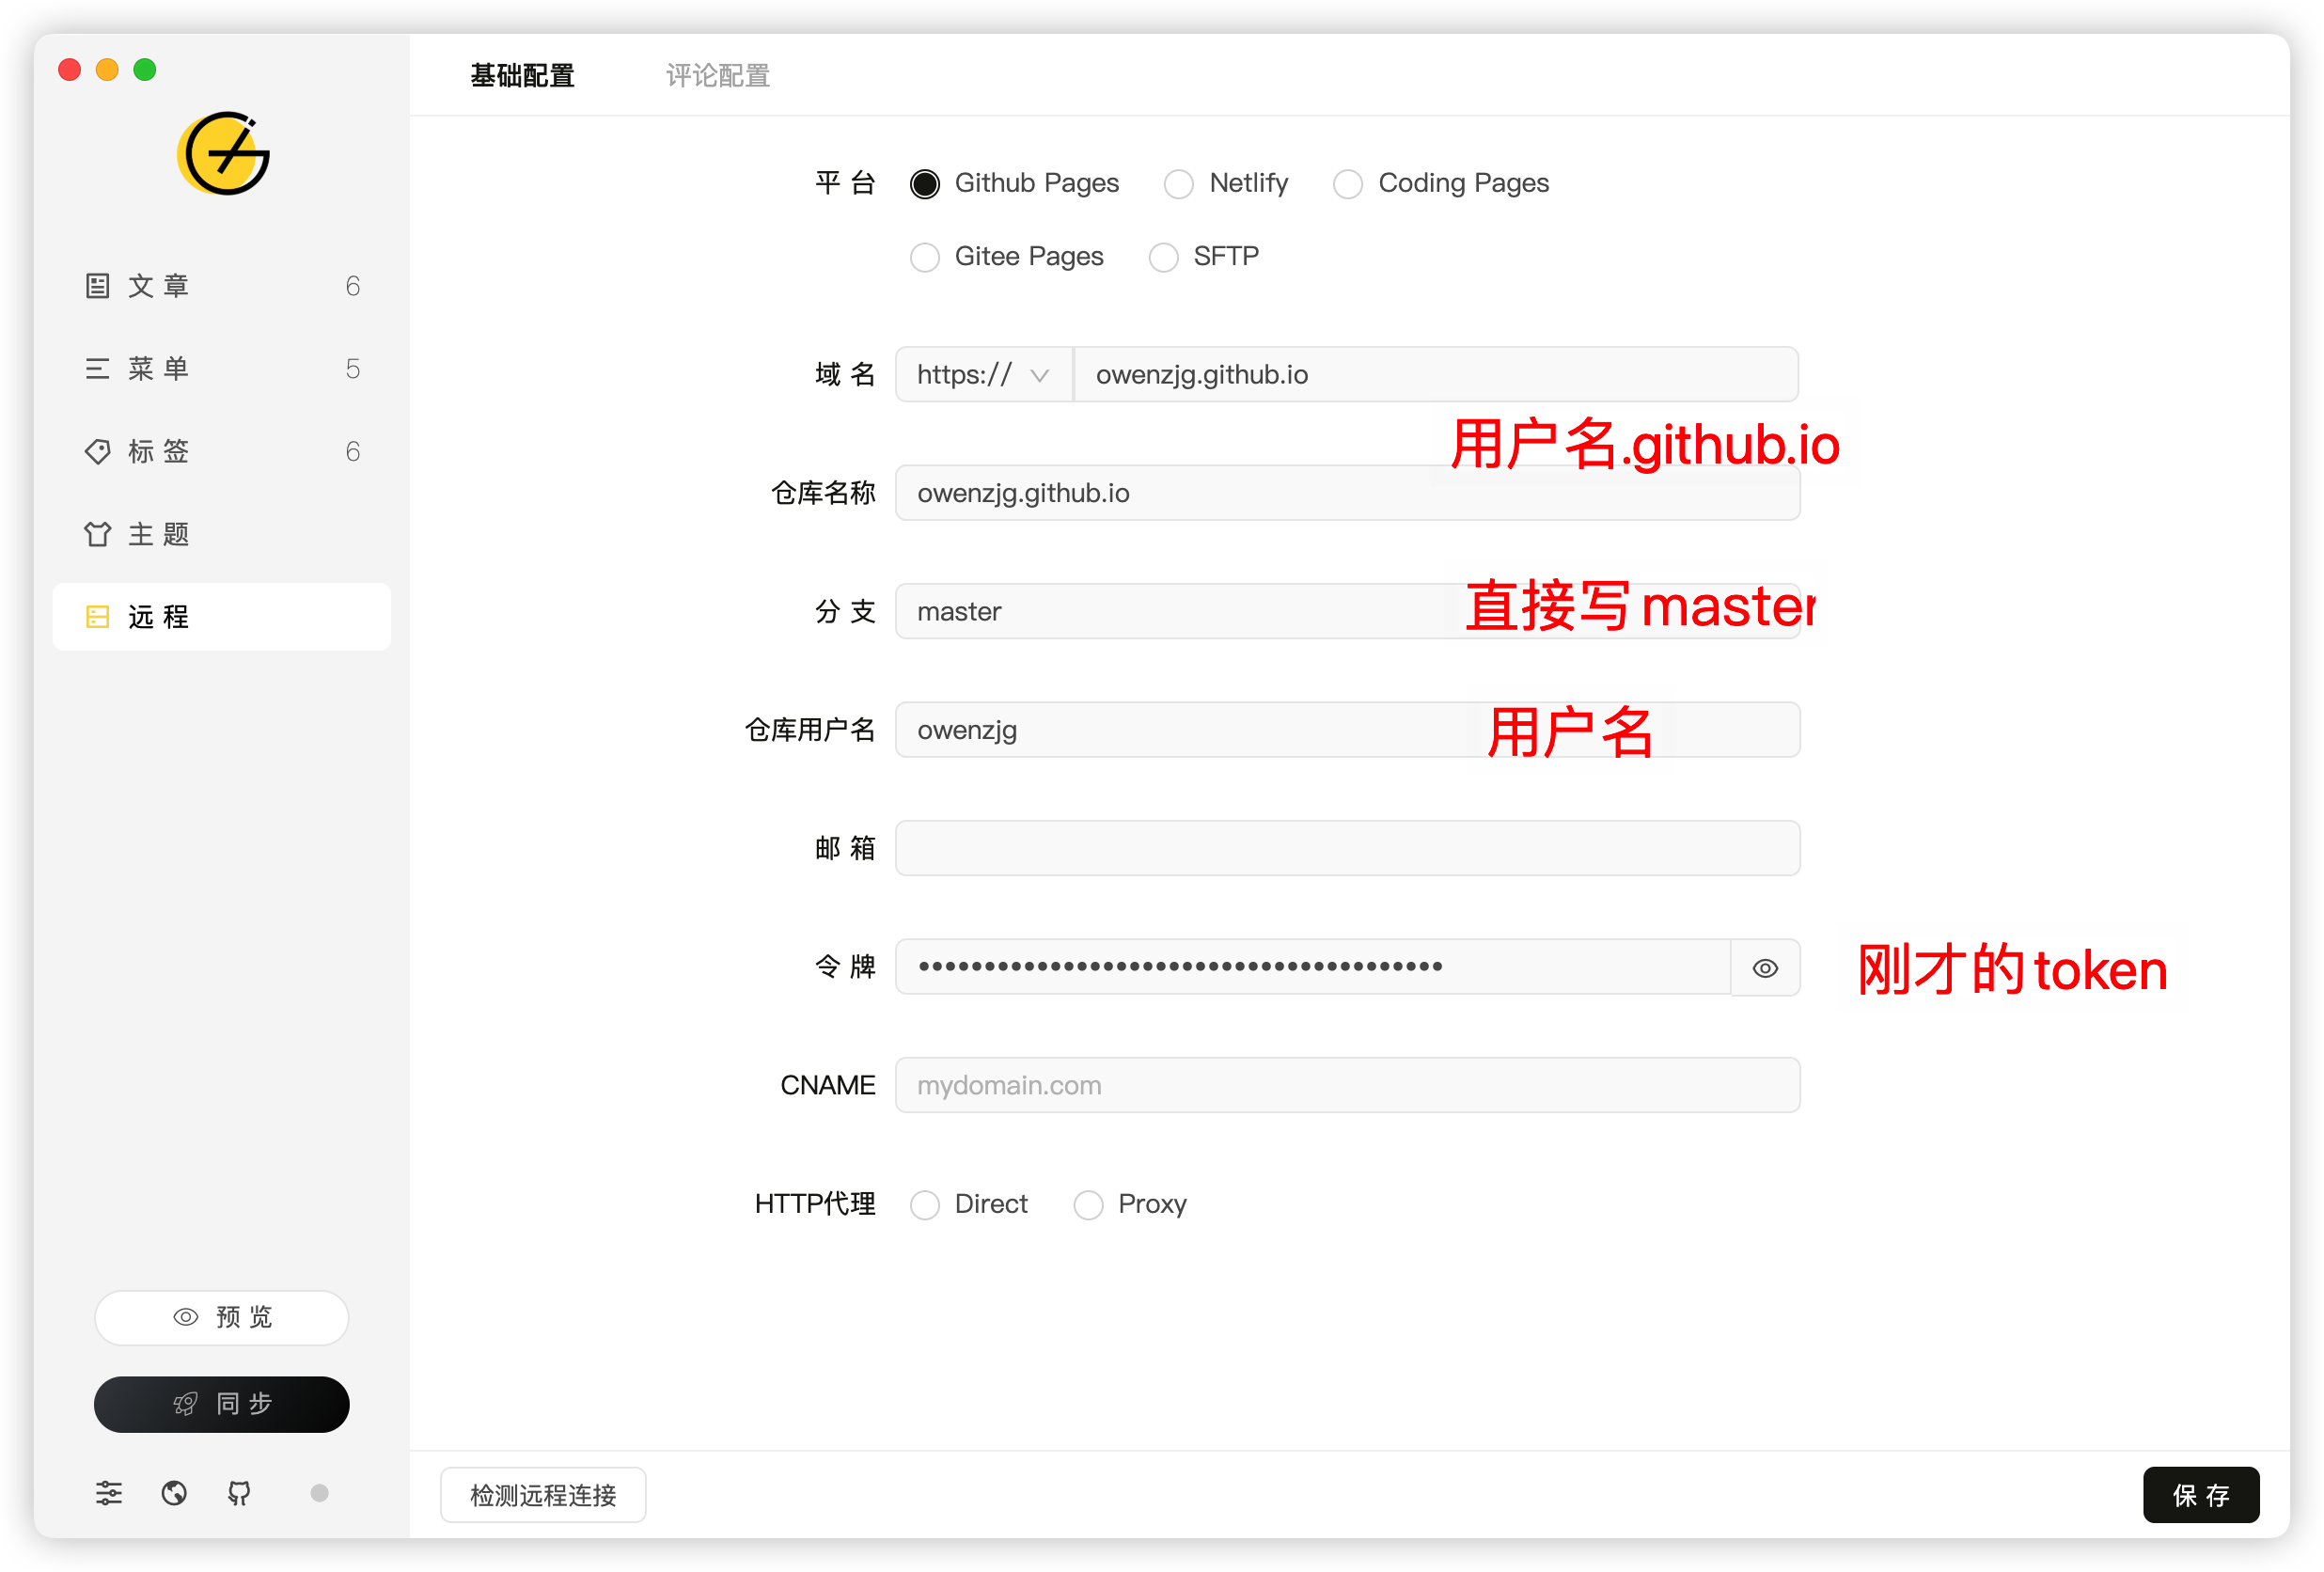 基础配置 评论配置
文章 6
菜单 5
标签 6
主题
远程
预览
同步
平台 Github Pages Netlify Coding Pages
Gitee Pages SFTP
域名 https:// owenzjg.github.io
用户名.github.io
仓库名称 owenzjg.github.io
分支 master 直接写master
仓库用户名 owenzjg 用户名
邮箱
令牌 •••••••••••••••••••••••••••••••••••••••• 刚才的token
CNAME mydomain.com
HTTP代理 Direct Proxy
检测远程连接 保存